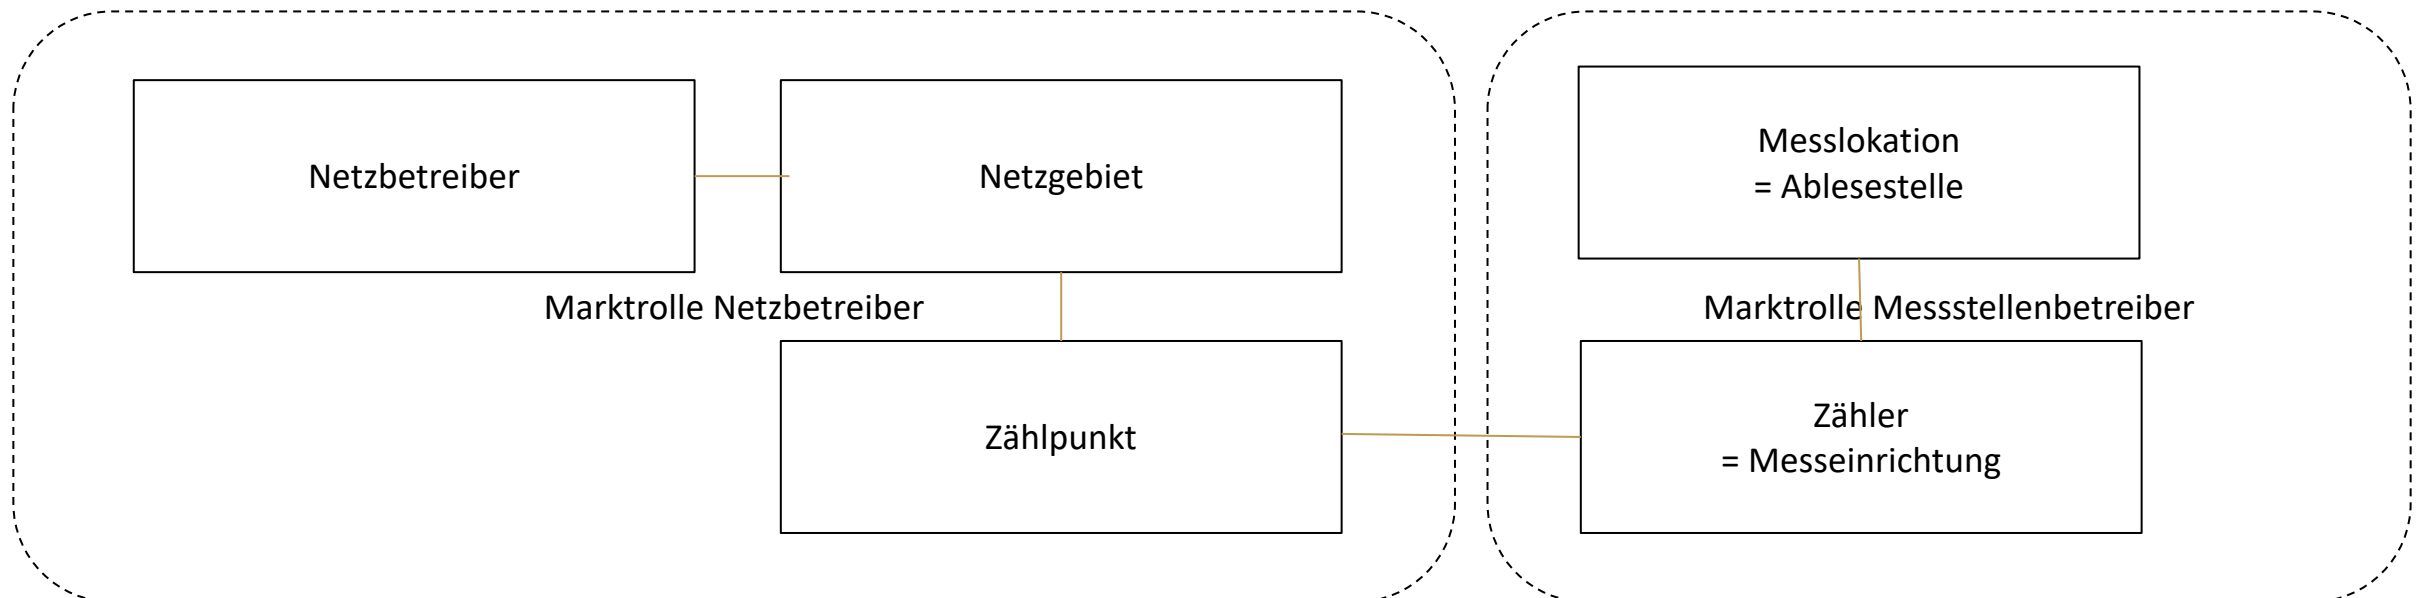 Netzbetreiber
Netzgebiet
Messlokation
= Ablesestelle
Marktrolle Netzbetreiber
Marktrolle Messstellenbetreiber
Zählpunkt
Zähler
= Messeinrichtung